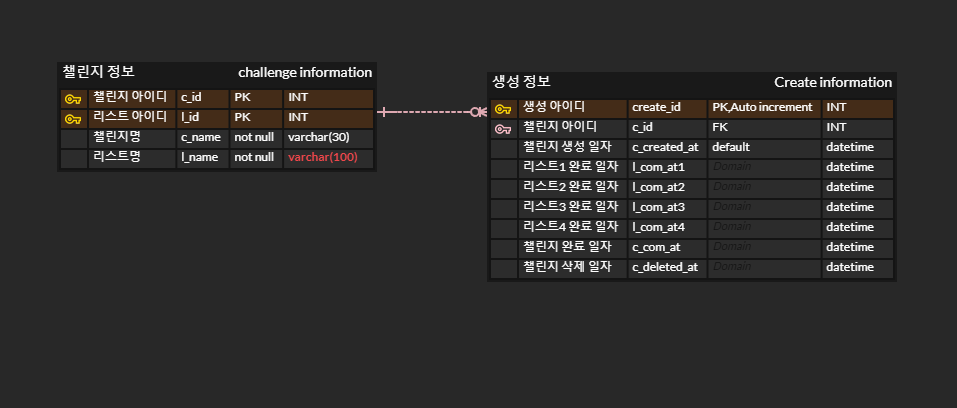 챌린지 정보 challenge information
챌린지 아이디 c_id PK INT
리스트 아이디 l_id PK INT
챌린지명 c_name not null varchar(30)
리스트명 l_name not null varchar(100)
생성 정보 Create information
생성 아이디 create_id PK,Auto increment INT
챌린지 아이디 c_id FK INT
챌린지 생성 일자 c_created_at default datetime
리스트1 완료 일자 l_com_at1 Domain datetime
리스트2 완료 일자 l_com_at2 Domain datetime
리스트3 완료 일자 l_com_at3 Domain datetime
리스트4 완료 일자 l_com_at4 Domain datetime
챌린지 완료 일자 c_com_at Domain datetime
챌린지 삭제 일자 c_deleted_at Domain datetime